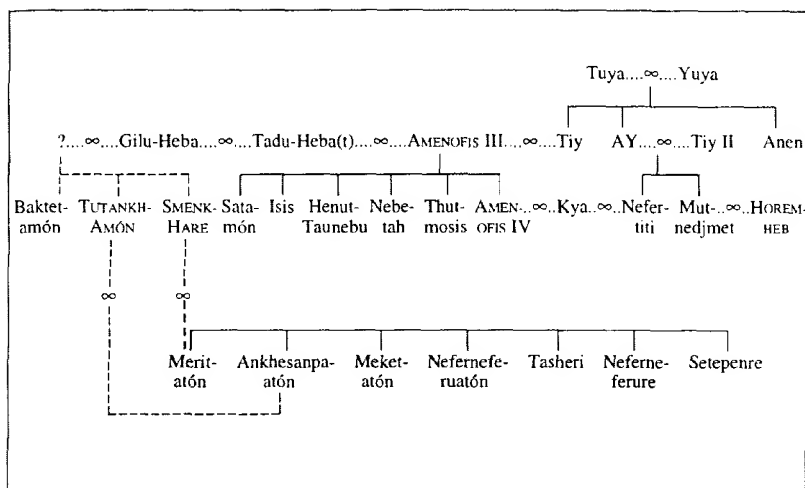 Tuya....∞....Yuya
?...∞....Gilu-Heba....∞....Tadu-Heba(t)....∞....AMENOFIS III....∞....Tiy AY....∞....Tiy II Anen
Baktet- TUTANKH- SMENK- Sata- Isis Henut- Nebe- Thut- AMEN- ..∞...Kya..∞..Nefer- Mut- ..∞..HOREM-
amón AMÓN HARE món Taunebu tah mosis OFIS IV titi nedjmet HEB
∞ ∞
Merit- Ankhesanpa- Meket- Nefernefe- Tasheri Neferne- Setepenre
atón atón atón ruatón ferure